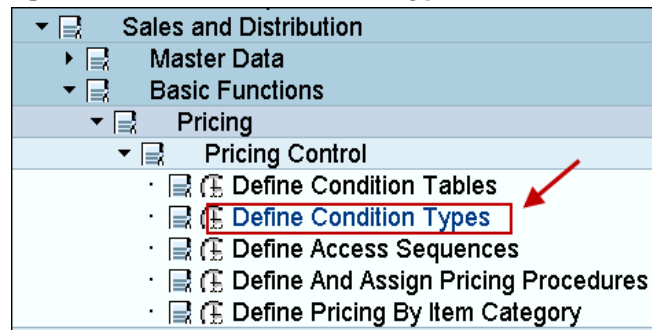 Sales and Distribution
Master Data
Basic Functions
Pricing
Pricing Control
Define Condition Tables
Define Condition Types
Define Access Sequences
Define And Assign Pricing Procedures
Define Pricing By Item Category